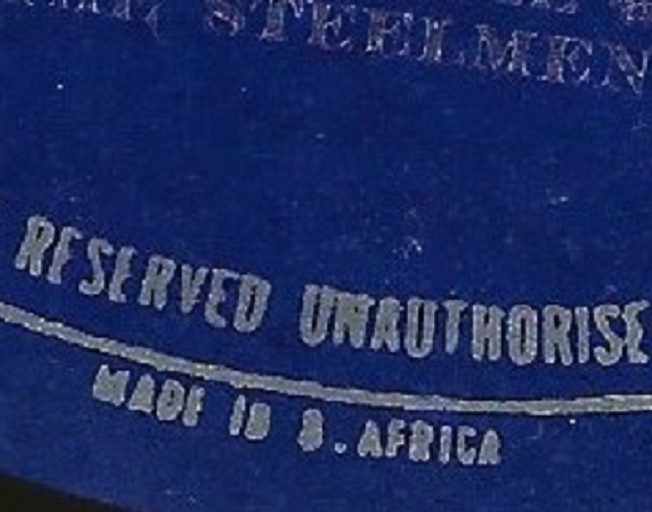 STEELMEN
RESERVED UNAUTHORISE
MADE IN S. AFRICA